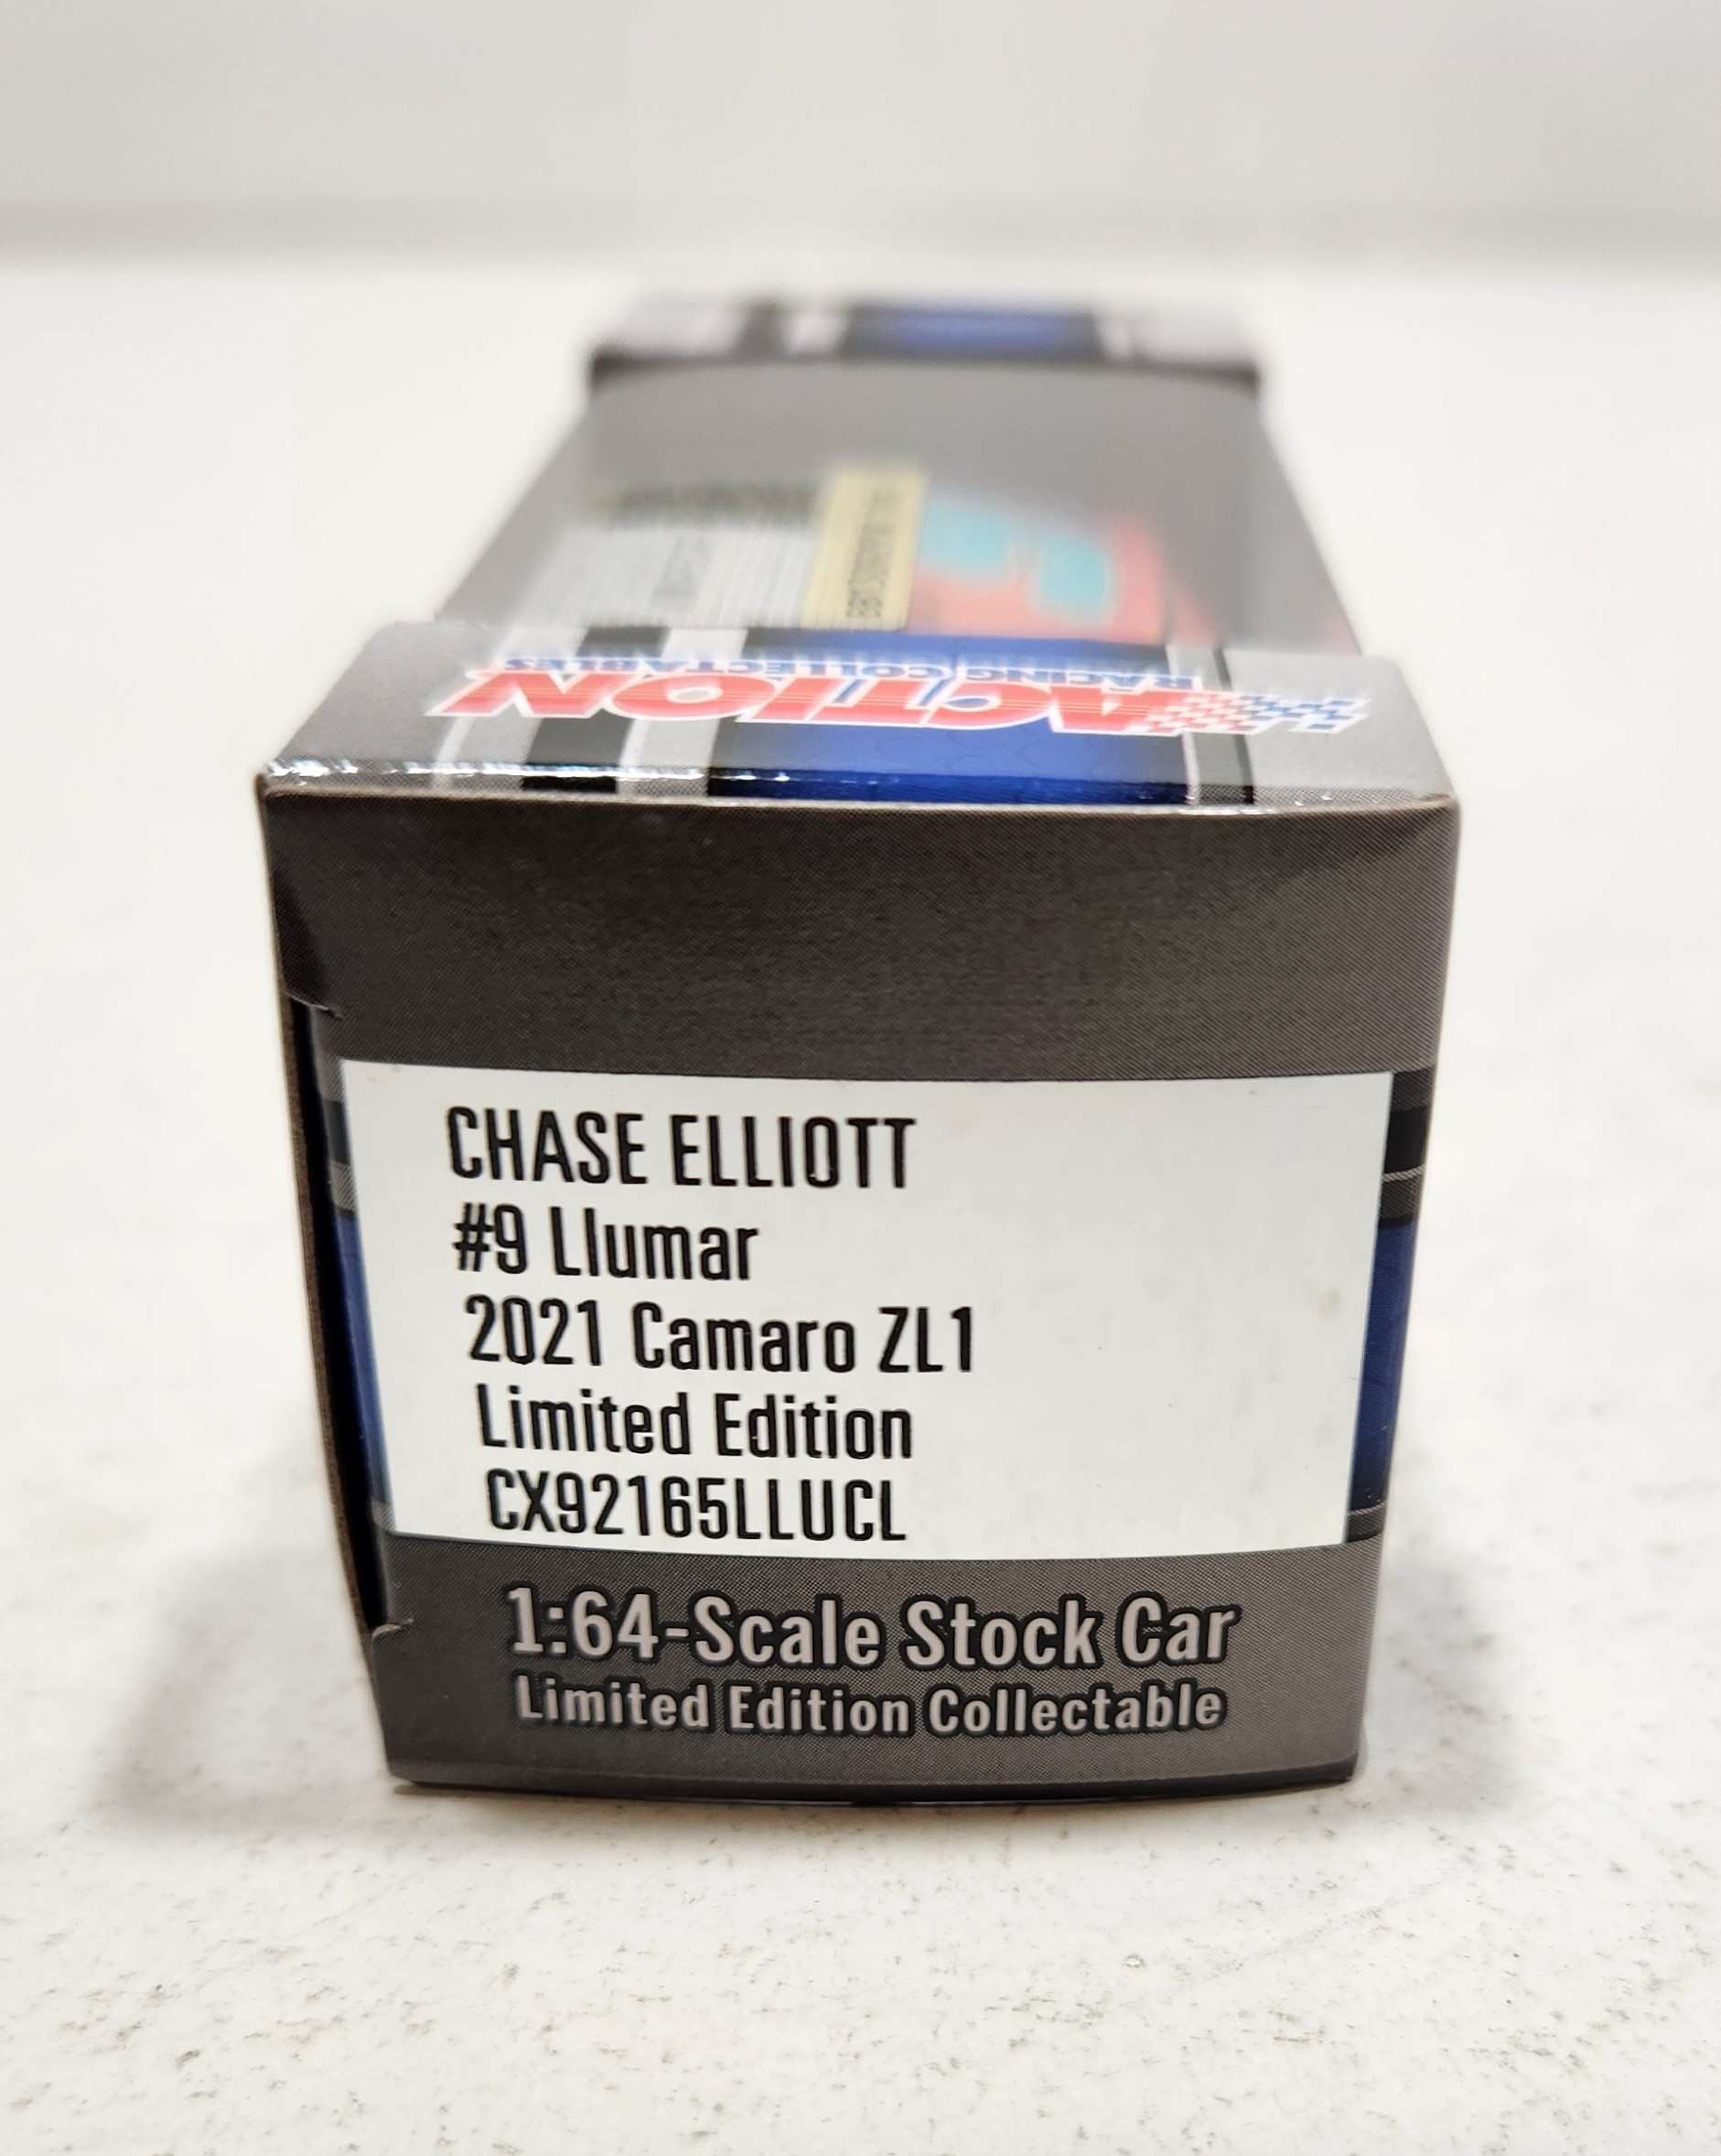 ACTION
RACING COLLECTABLES
CHASE ELLIOTT
#9 Llumar
2021 Camaro ZL1
Limited Edition
CX92165LLUCL
1:64-Scale Stock Car
Limited Edition Collectable